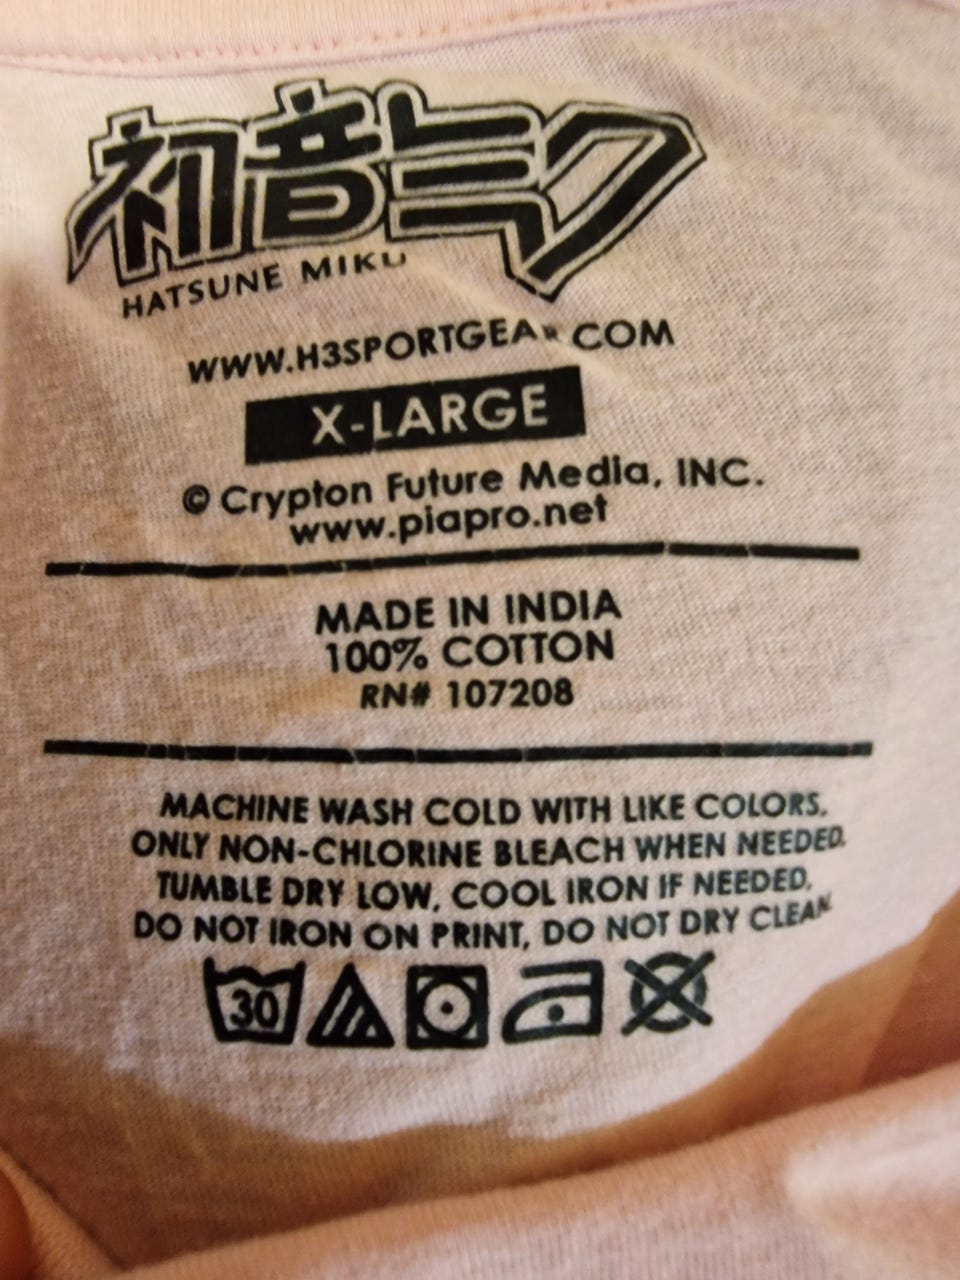 初音ミク
HATSUNE MIKU
WWW.H3SPORTGEAR.COM
X-LARGE
© Crypton Future Media, INC.
www.piapro.net
MADE IN INDIA
100% COTTON
RN# 107208
MACHINE WASH COLD WITH LIKE COLORS.
ONLY NON-CHLORINE BLEACH WHEN NEEDED.
TUMBLE DRY LOW, COOL IRON IF NEEDED,
DO NOT IRON ON PRINT, DO NOT DRY CLEAN
30